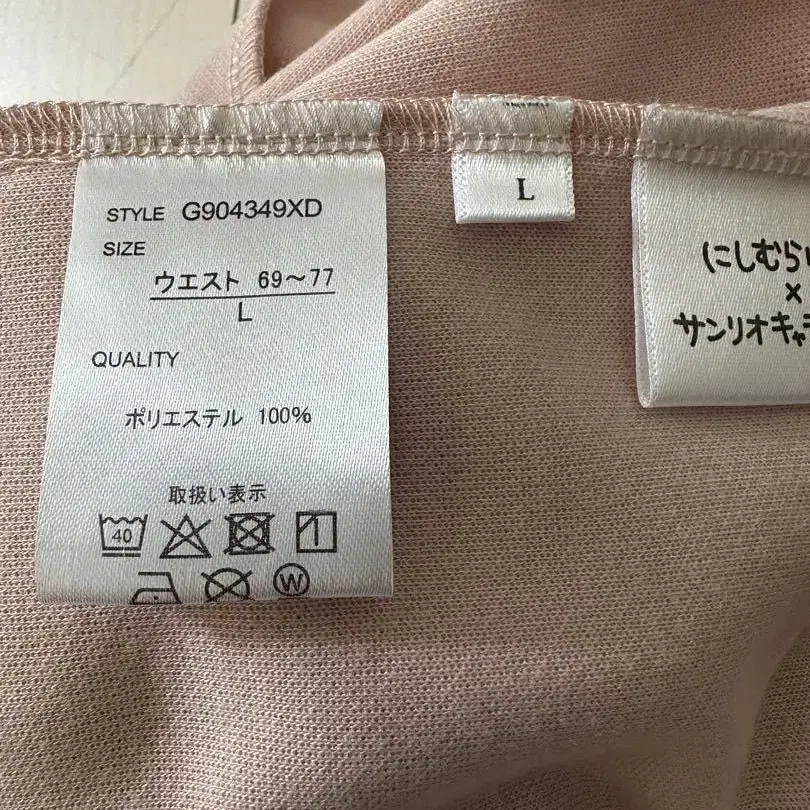 STYLE G904349XD
SIZE
ウエスト 69～77
L
QUALITY
ポリエステル 100%
取扱い表示
40
W
L
にしむら
×
サンリオキャラ